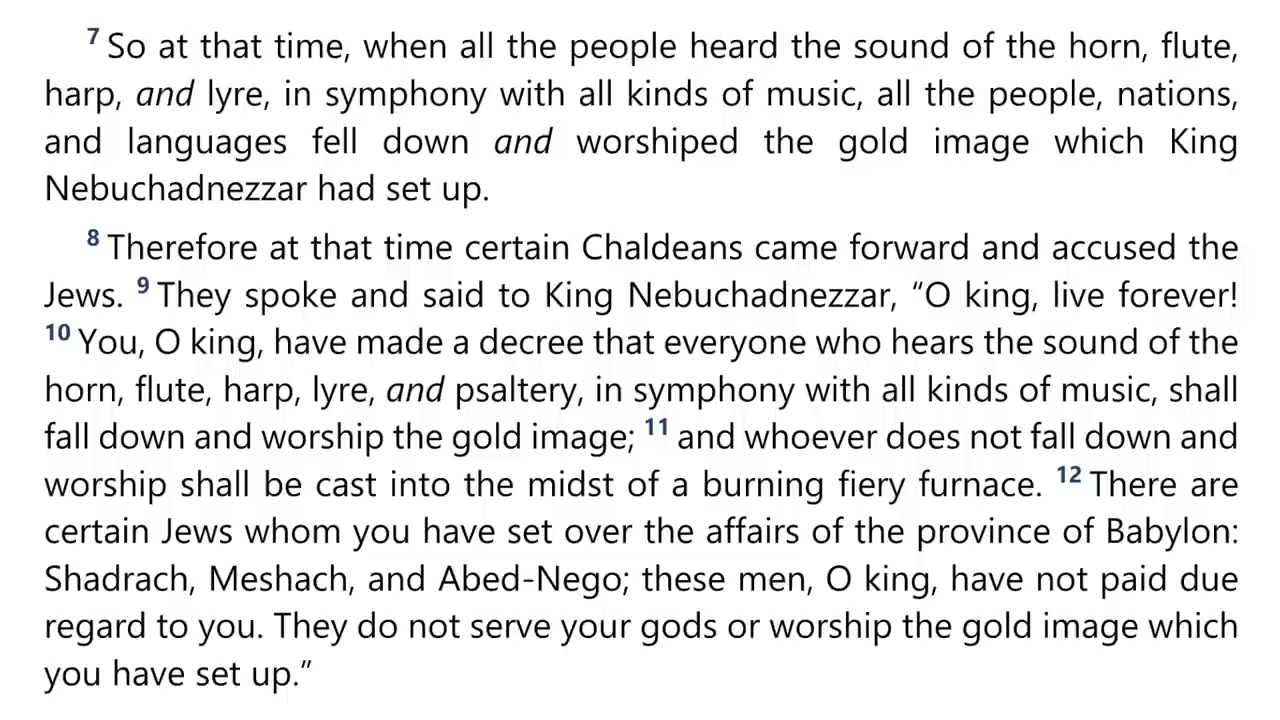 7 So at that time, when all the people heard the sound of the horn, flute,
harp, and lyre, in symphony with all kinds of music, all the people, nations,
and languages fell down and worshiped the gold image which King
Nebuchadnezzar had set up.
8 Therefore at that time certain Chaldeans came forward and accused the
Jews. 9 They spoke and said to King Nebuchadnezzar, “O king, live forever!
10 You, O king, have made a decree that everyone who hears the sound of the
horn, flute, harp, lyre, and psaltery, in symphony with all kinds of music, shall
fall down and worship the gold image; 11 and whoever does not fall down and
worship shall be cast into the midst of a burning fiery furnace. 12 There are
certain Jews whom you have set over the affairs of the province of Babylon:
Shadrach, Meshach, and Abed-Nego; these men, O king, have not paid due
regard to you. They do not serve your gods or worship the gold image which
you have set up.”